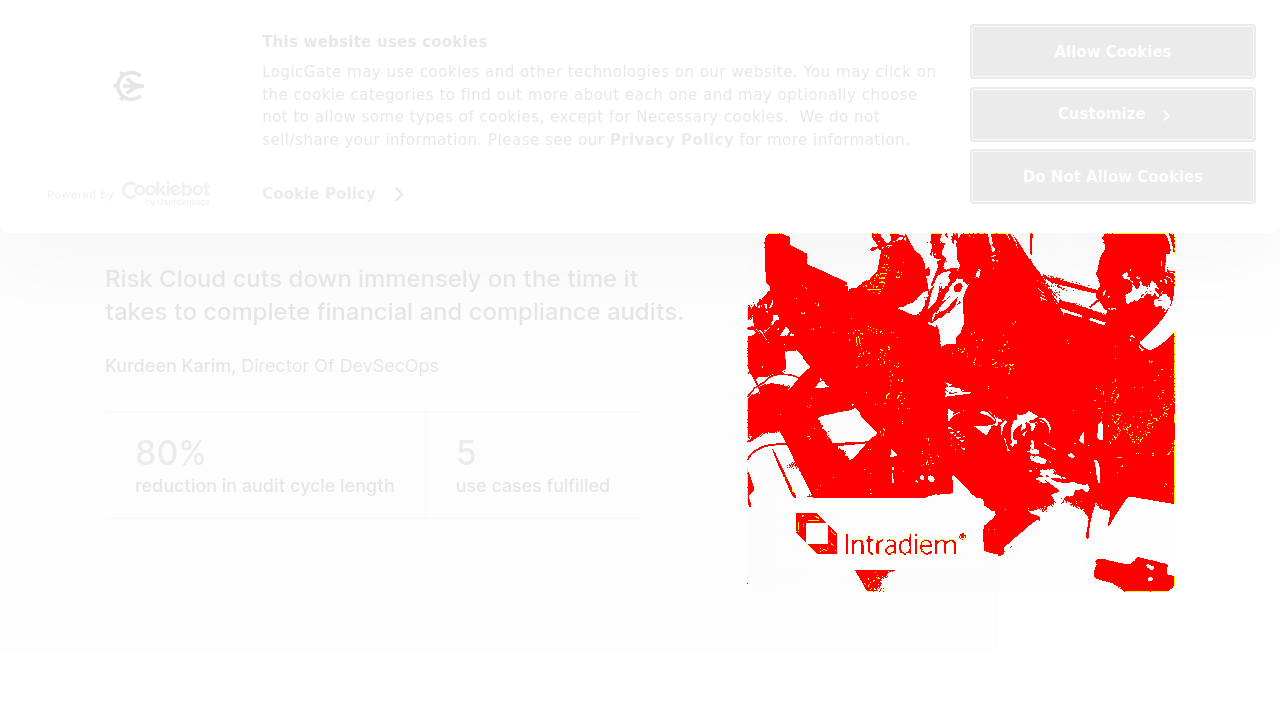 This website uses cookies
LogicGate may use cookies and other technologies on our website. You may click on
the cookie categories to find out more about each one and may optionally choose
not to allow some types of cookies, except for Necessary cookies.  We do not
sell/share your information. Please see our Privacy Policy for more information.
Cookie Policy
Powered by Cookiebot
by Usercentrics
Allow Cookies
Customize
Do Not Allow Cookies
Risk Cloud cuts down immensely on the time it
takes to complete financial and compliance audits.
Kurdeen Karim, Director Of DevSecOps
80%
reduction in audit cycle length
5
use cases fulfilled
Intradiem®